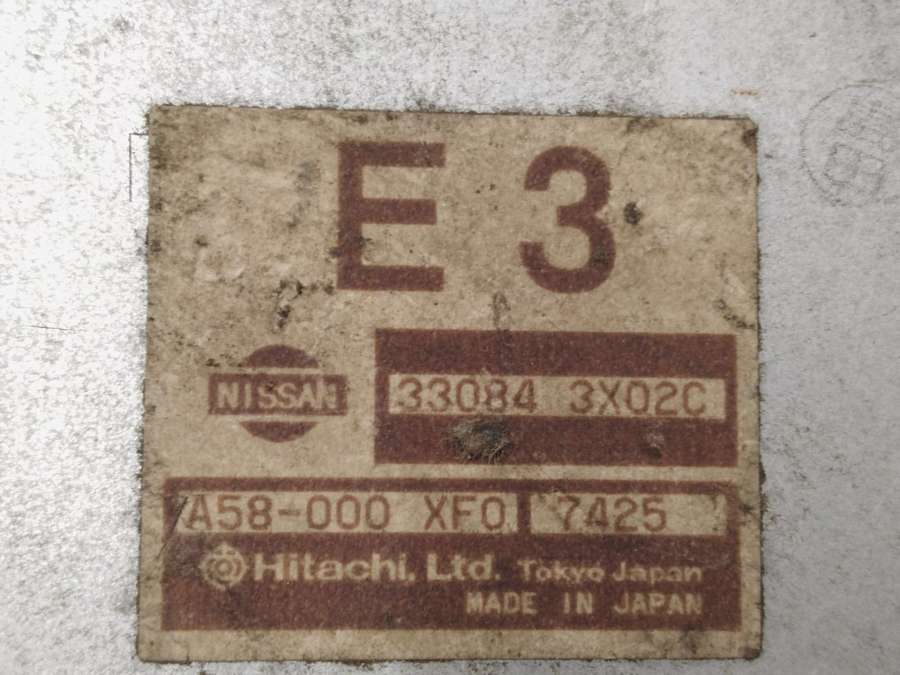 E 3
NISSAN
33084 3X02C
A58-000 XF0 7425
Hitachi, Ltd. Tokyo Japan
MADE IN JAPAN